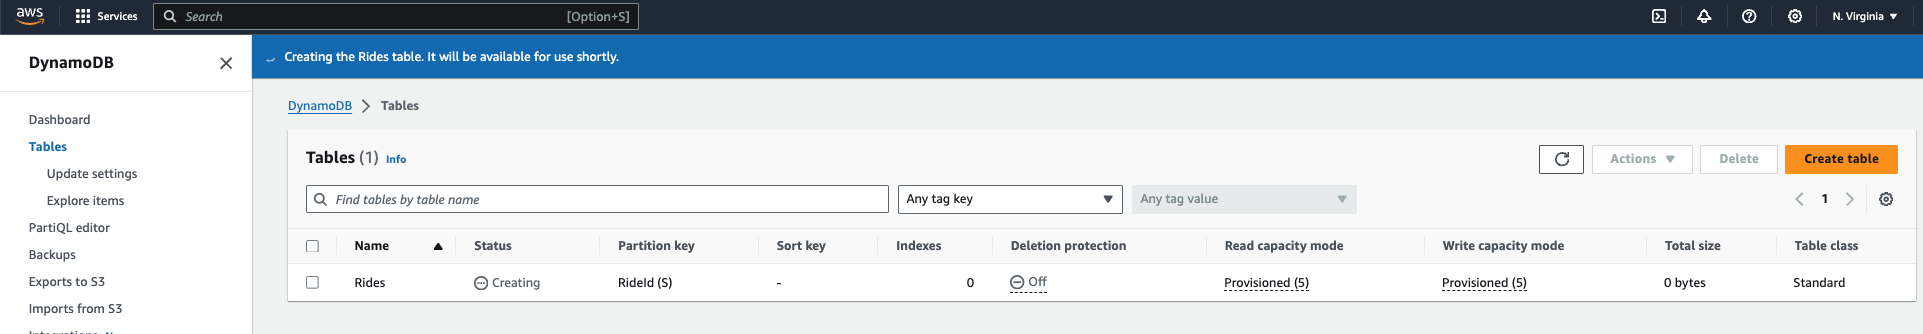 aws Services Search [Option+S] N. Virginia
DynamoDB
Creating the Rides table. It will be available for use shortly.
Dashboard
Tables
Update settings
Explore items
PartiQL editor
Backups
Exports to S3
Imports from S3
DynamoDB Tables
Tables (1) Info
Actions Delete Create table
Find tables by table name Any tag key Any tag value 1
Name Status Partition key Sort key Indexes Deletion protection Read capacity mode Write capacity mode Total size Table class
Rides Creating RideId (S) - 0 Off Provisioned (5) Provisioned (5) 0 bytes Standard